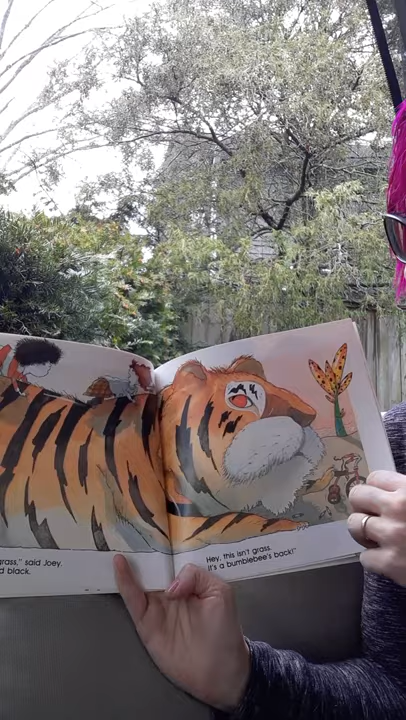 grass," said Joey.
d black.
Hey, this isn't grass.
It's a bumblebee's back!"